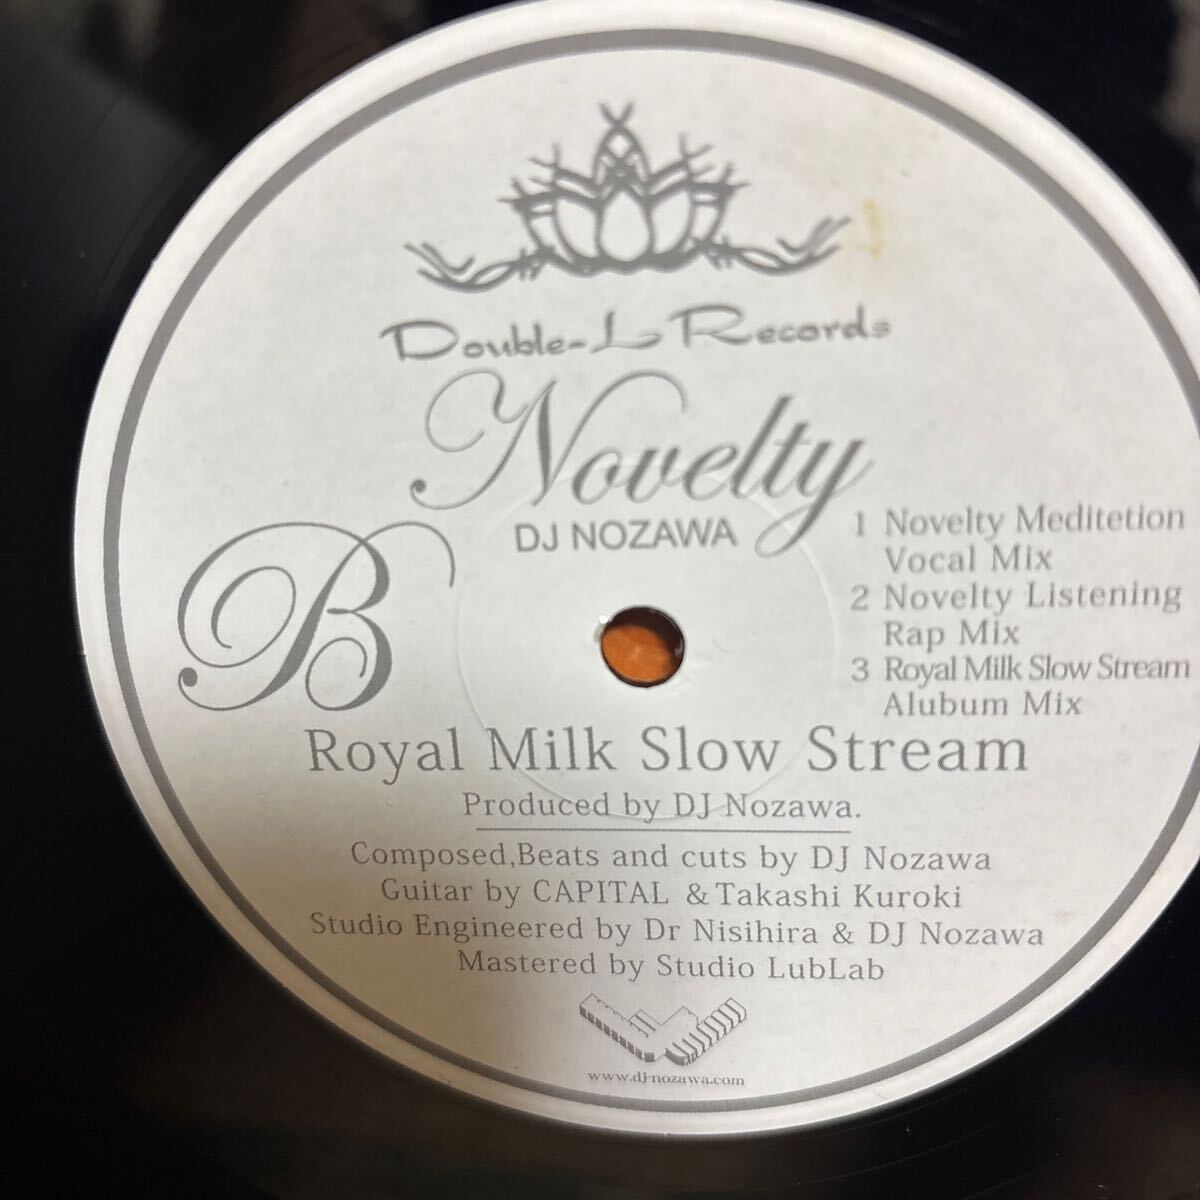 Double-L Records
Novelty
DJ NOZAWA
B
1 Novelty Meditetion
Vocal Mix
2 Novelty Listening
Rap Mix
3 Royal Milk Slow Stream
Alubum Mix
Royal Milk Slow Stream
Produced by DJ Nozawa.
Composed,Beats and cuts by DJ Nozawa
Guitar by CAPITAL & Takashi Kuroki
Studio Engineered by Dr Nisihira & DJ Nozawa
Mastered by Studio LubLab
www.dj-nozawa.com